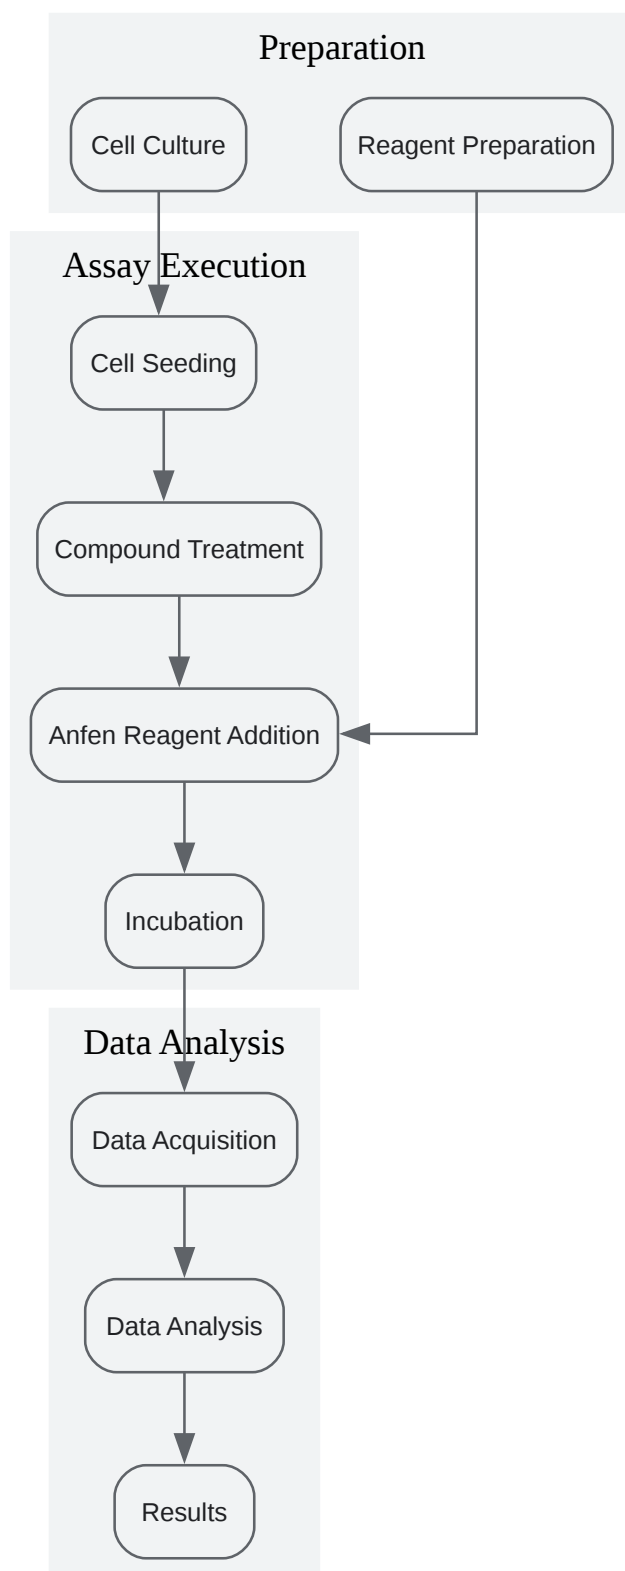 Preparation
Cell Culture
Reagent Preparation
Assay Execution
Cell Seeding
Compound Treatment
Anfen Reagent Addition
Incubation
Data Analysis
Data Acquisition
Data Analysis
Results